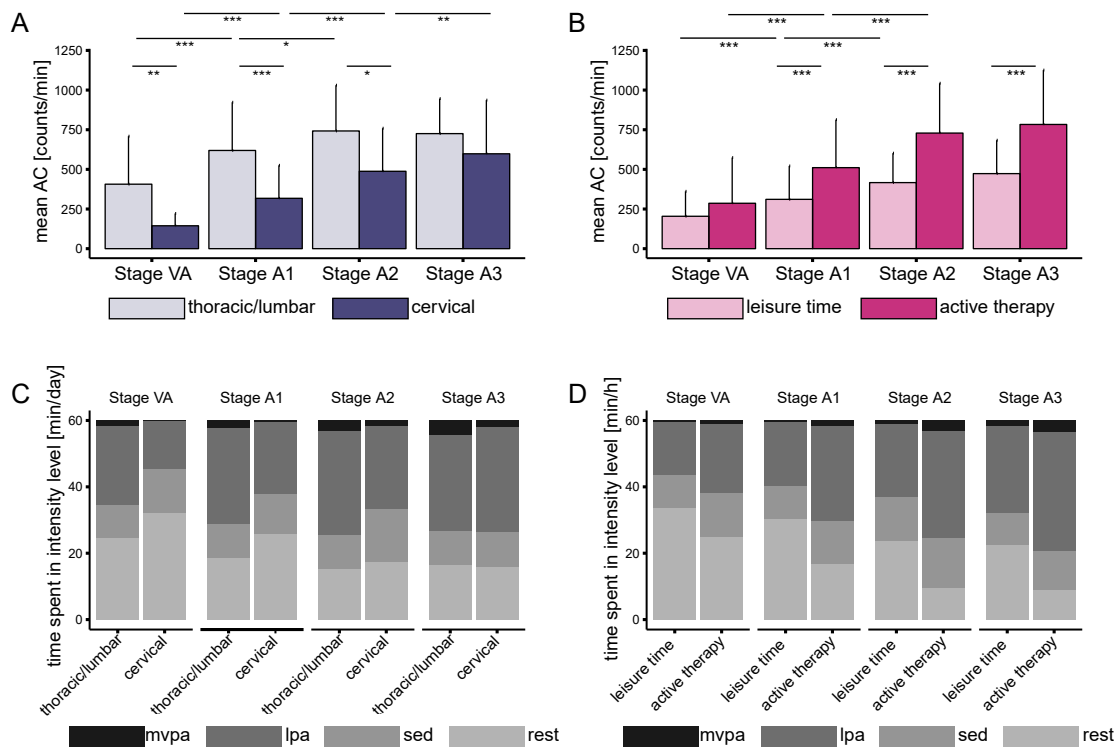 A
*** *** **
*** *
** *** *
mean AC [counts/min]
1250
1000
750
500
250
0
Stage VA Stage A1 Stage A2 Stage A3
thoracic/lumbar cervical
B
*** ***
*** ***
*** *** ***
mean AC [counts/min]
1250
1000
750
500
250
0
Stage VA Stage A1 Stage A2 Stage A3
leisure time active therapy
C
time spent in intensity level [min/day]
Stage VA Stage A1 Stage A2 Stage A3
60
40
20
0
thoracic/lumbar cervical thoracic/lumbar cervical thoracic/lumbar cervical thoracic/lumbar cervical
mvpa lpa sed rest
D
time spent in intensity level [min/h]
Stage VA Stage A1 Stage A2 Stage A3
60
40
20
0
leisure time active therapy leisure time active therapy leisure time active therapy leisure time active therapy
mvpa lpa sed rest